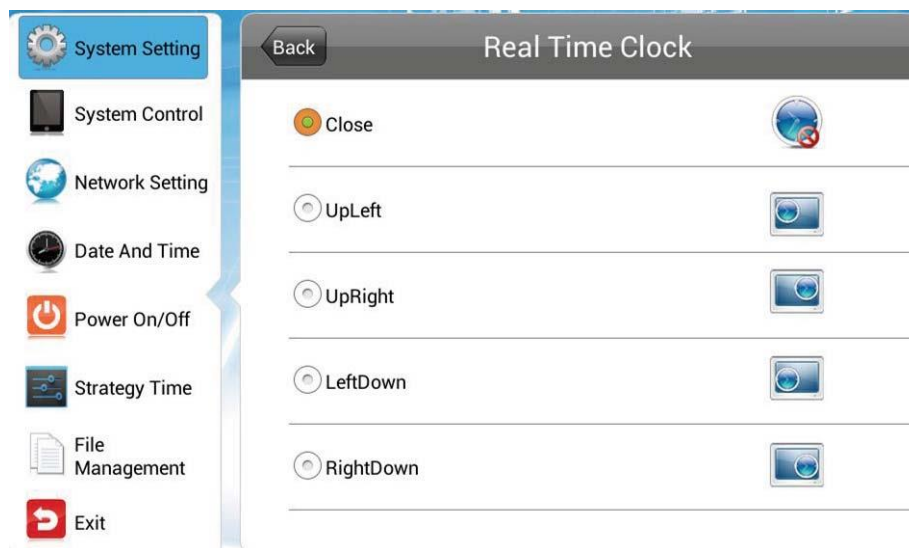 System Setting
System Control
Network Setting
Date And Time
Power On/Off
Strategy Time
File
Management
Exit
Back
Real Time Clock
Close
UpLeft
UpRight
LeftDown
RightDown